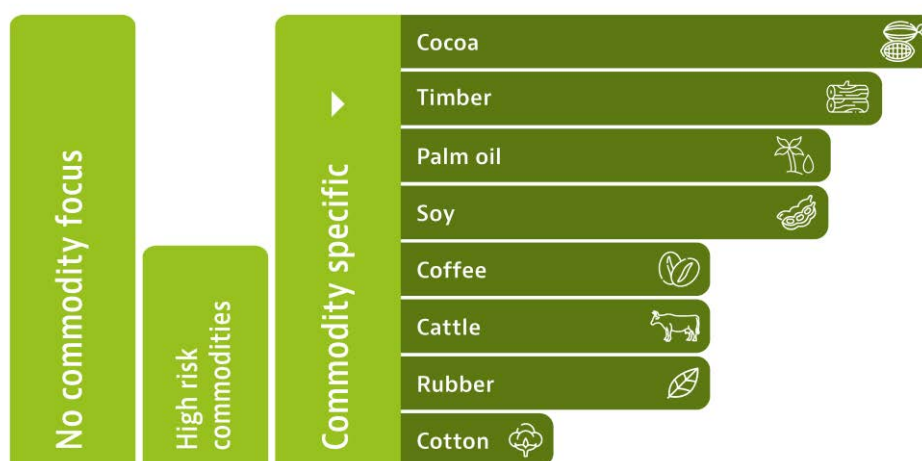 No commodity focus
High risk
commodities
Commodity specific
Cocoa
Timber
Palm oil
Soy
Coffee
Cattle
Rubber
Cotton